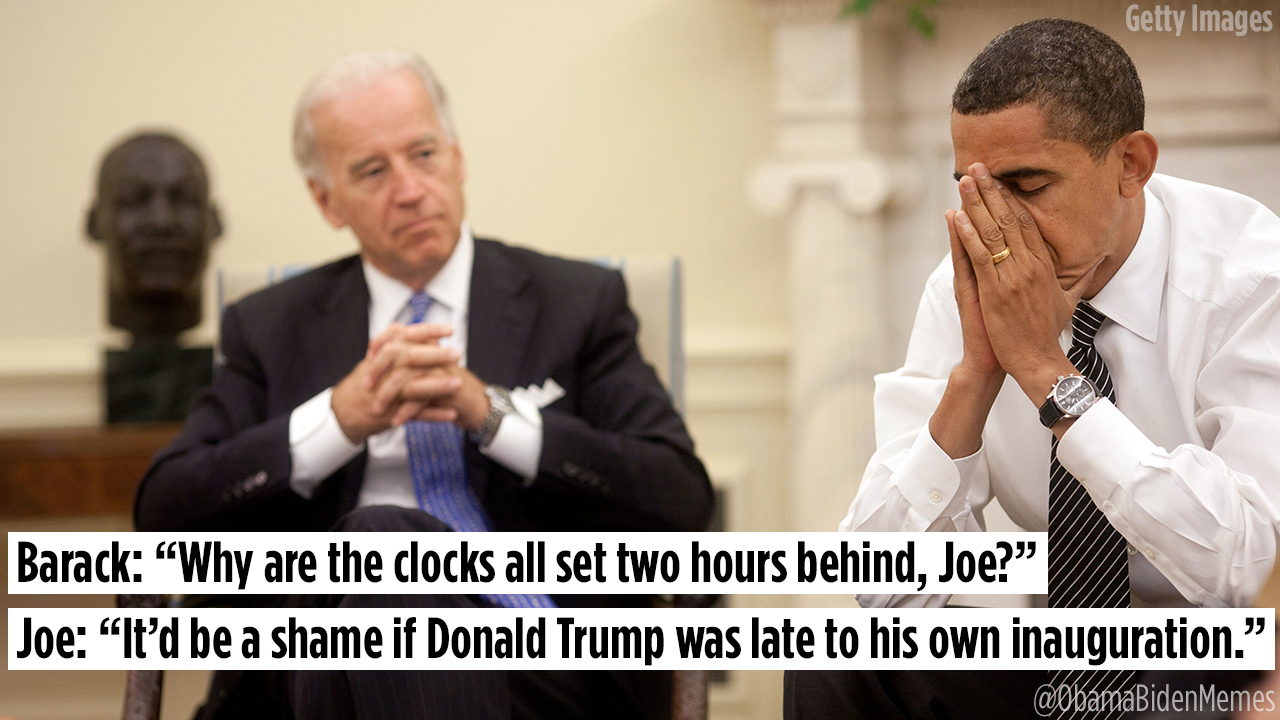 Getty Images
Barack: “Why are the clocks all set two hours behind, Joe?”
Joe: “It’d be a shame if Donald Trump was late to his own inauguration.”
@ObamaBidenMemes